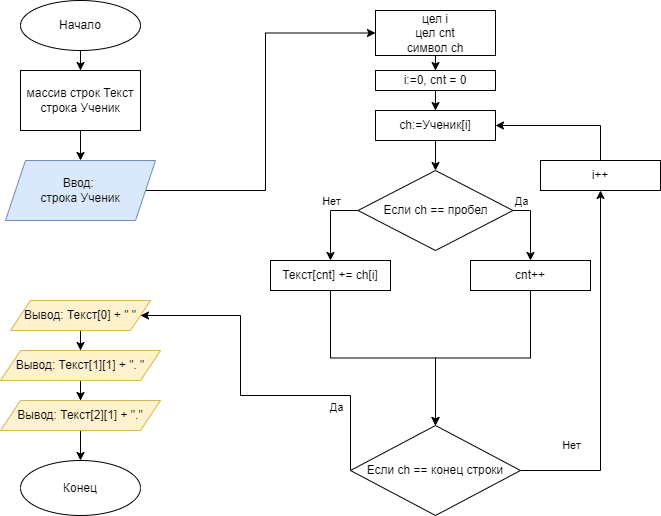 Начало
массив строк Текст
строка Ученик
Ввод:
строка Ученик
цел i
цел cnt
символ ch
i:=0, cnt = 0
ch:=Ученик[i]
i++
Если ch == пробел
Нет
Да
Текст[cnt] += ch[i]
cnt++
Вывод: Текст[0] + " "
Вывод: Текст[1][1] + ". "
Вывод: Текст[2][1] + "."
Конец
Да
Если ch == конец строки
Нет